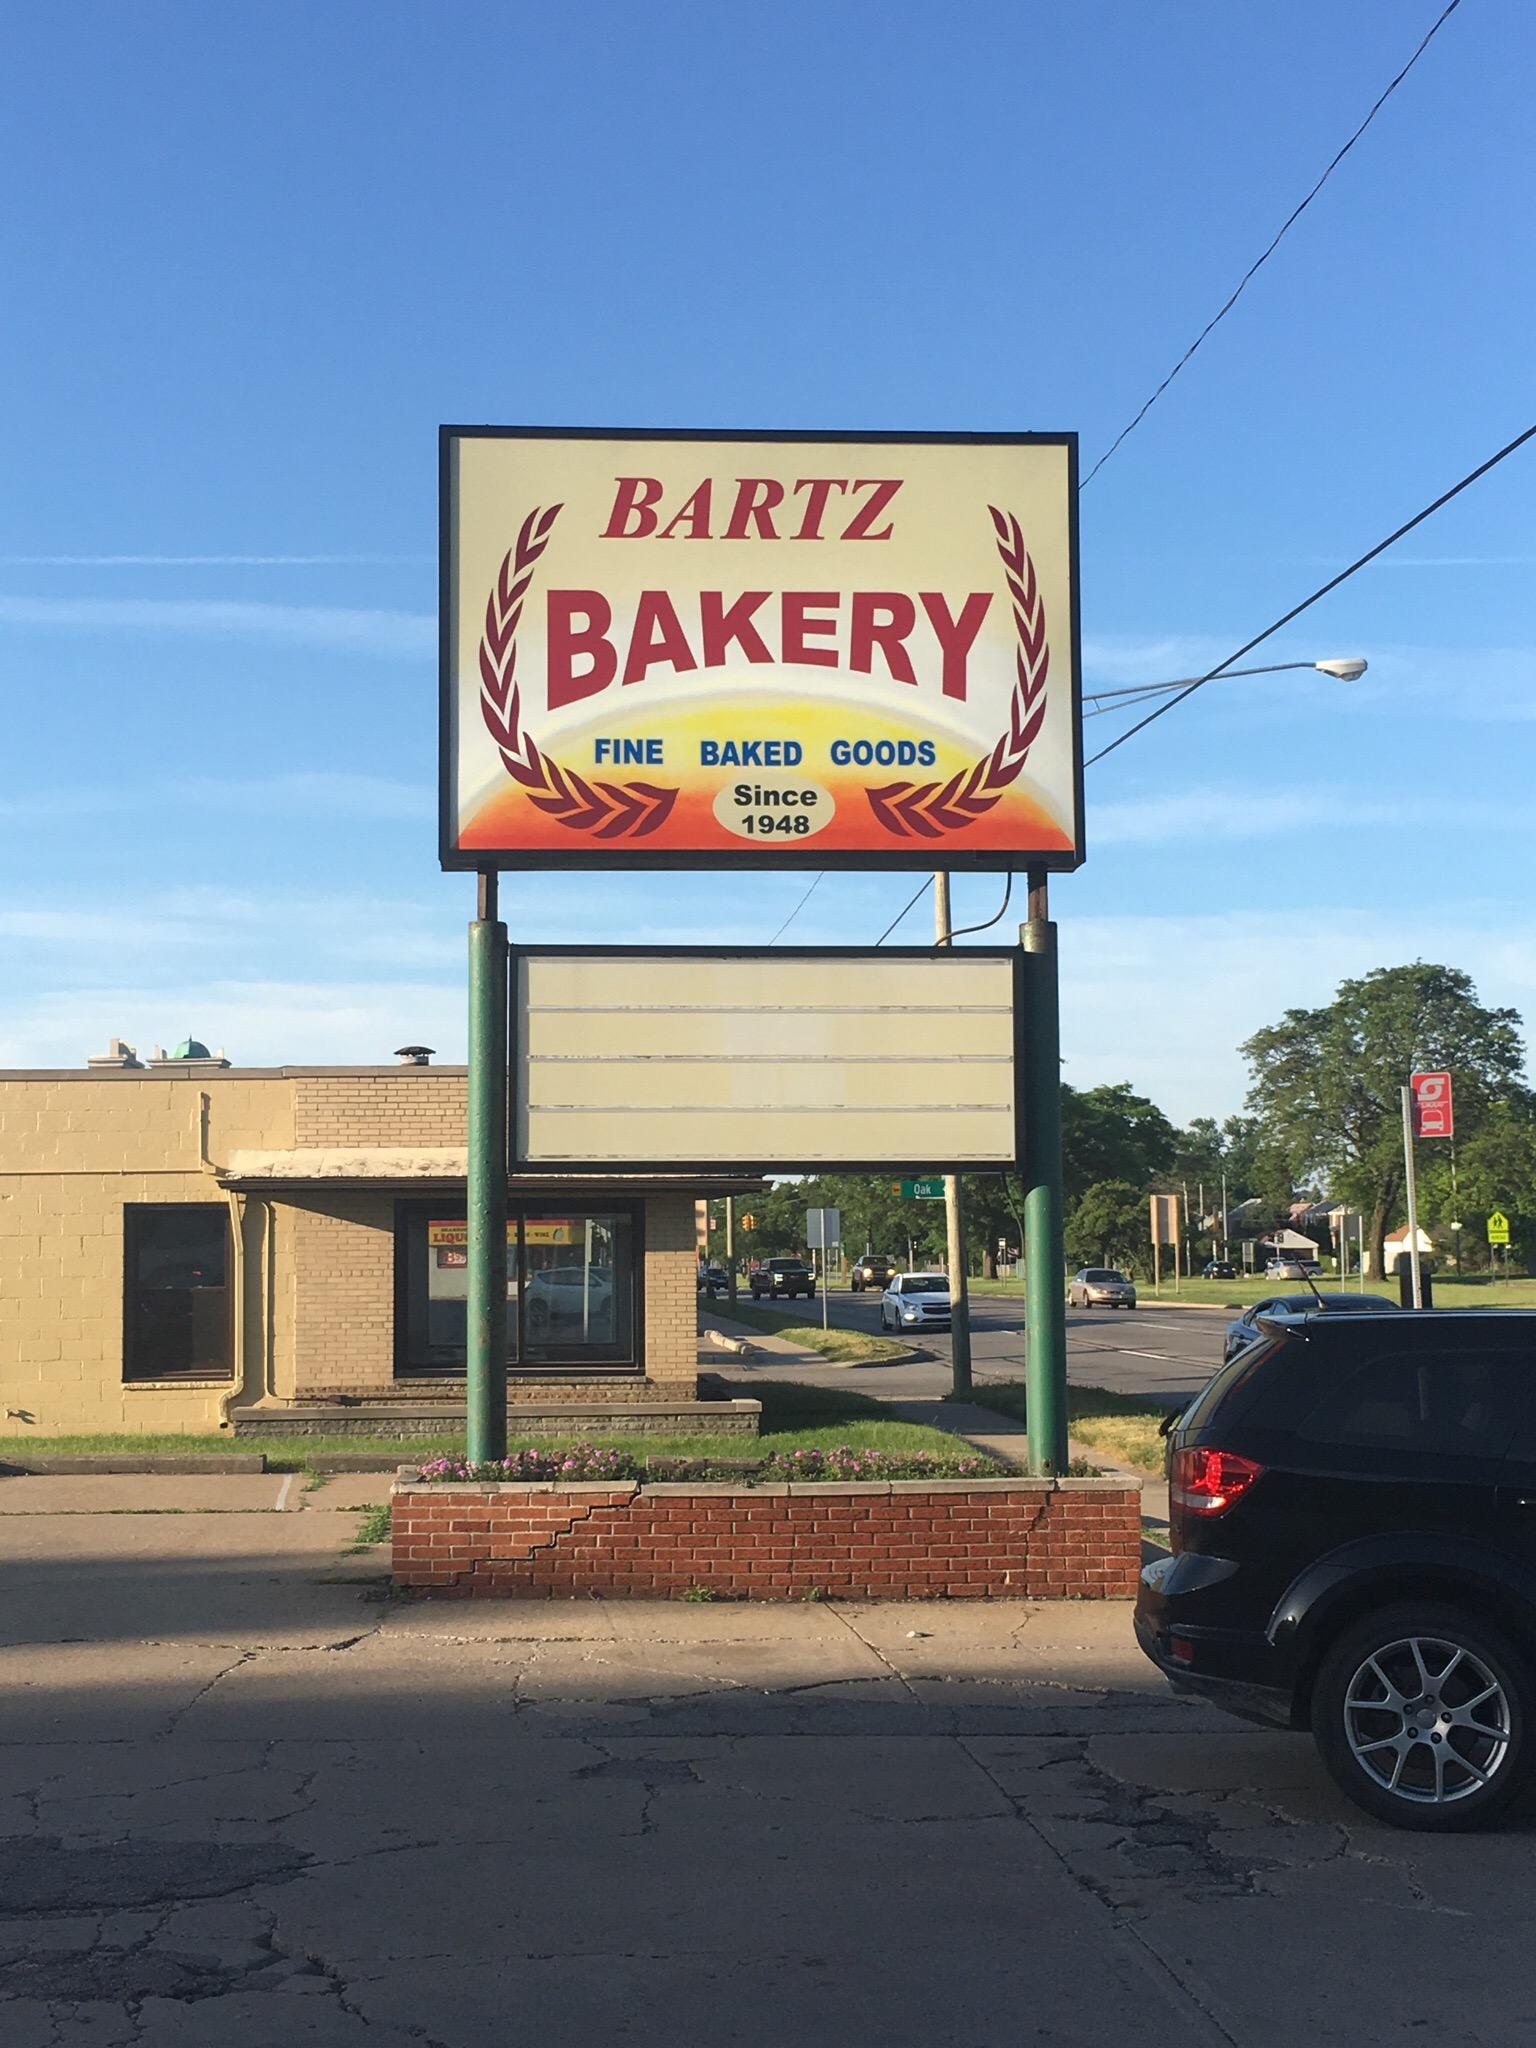 BARTZ
BAKERY
FINE BAKED GOODS
Since
1948
Oak